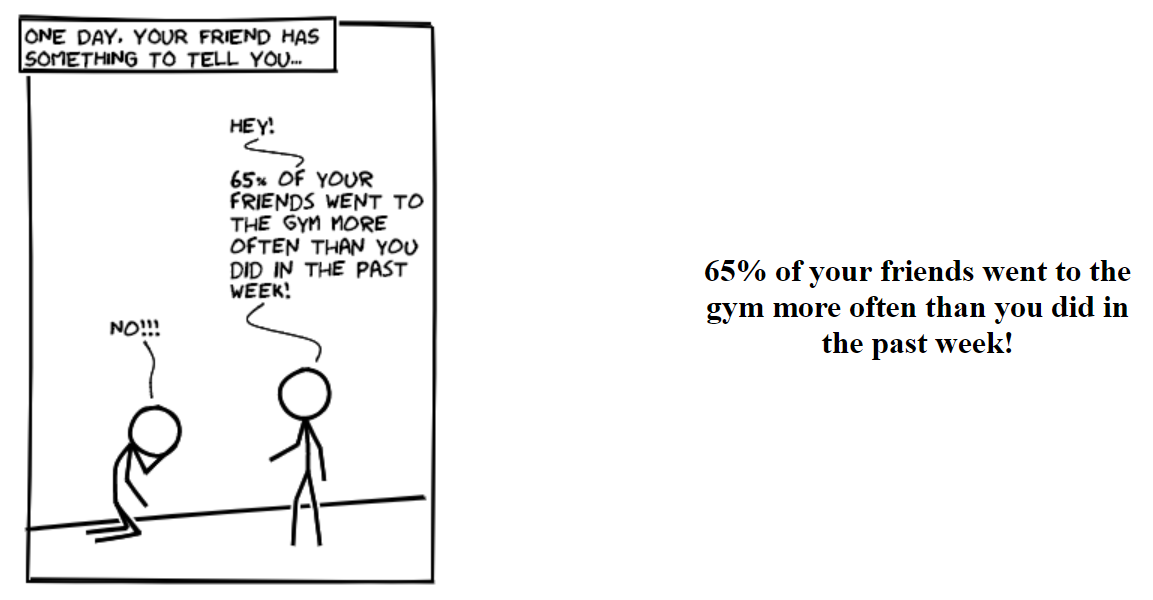 ONE DAY, YOUR FRIEND HAS
SOMETHING TO TELL YOU...
HEY!
65% OF YOUR
FRIENDS WENT TO
THE GYM MORE
OFTEN THAN YOU
DID IN THE PAST
WEEK!
NO!!!
65% of your friends went to the
gym more often than you did in
the past week!